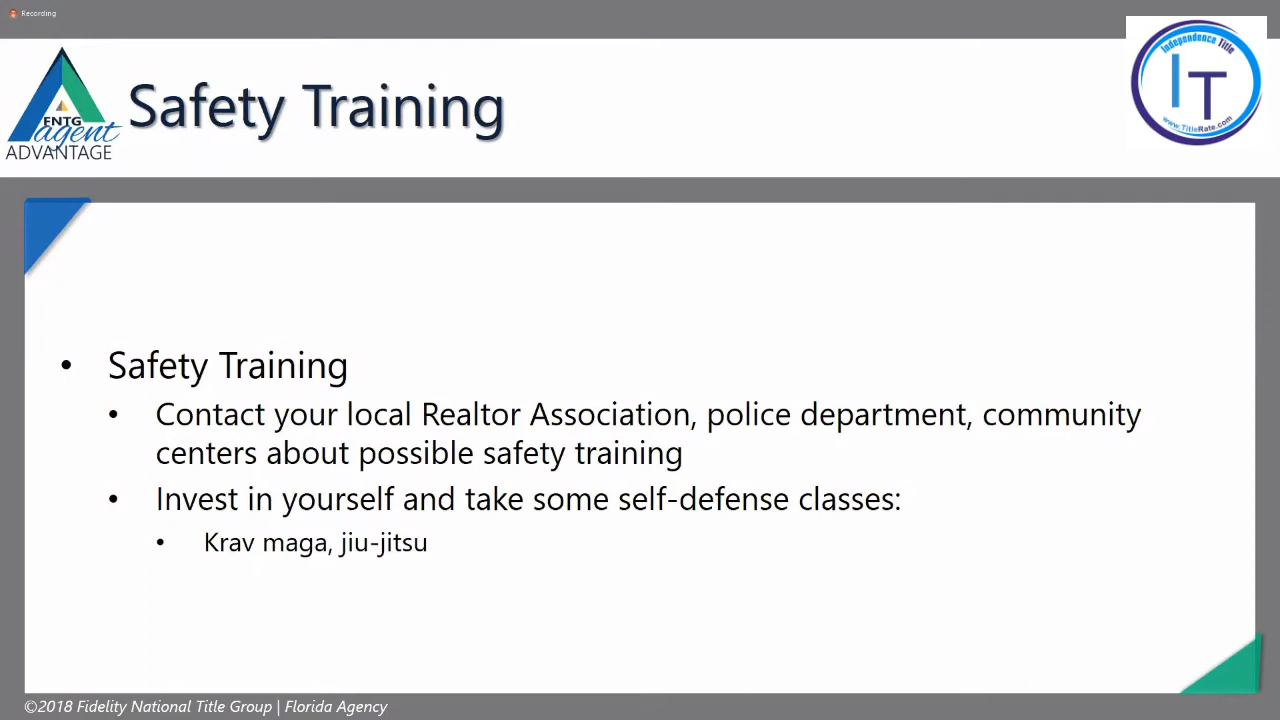 Recording
Safety Training
FNTG
agent
ADVANTAGE
Independence Title
IT
www.TitleRate.com
• Safety Training
• Contact your local Realtor Association, police department, community
centers about possible safety training
• Invest in yourself and take some self-defense classes:
• Krav maga, jiu-jitsu
©2018 Fidelity National Title Group | Florida Agency